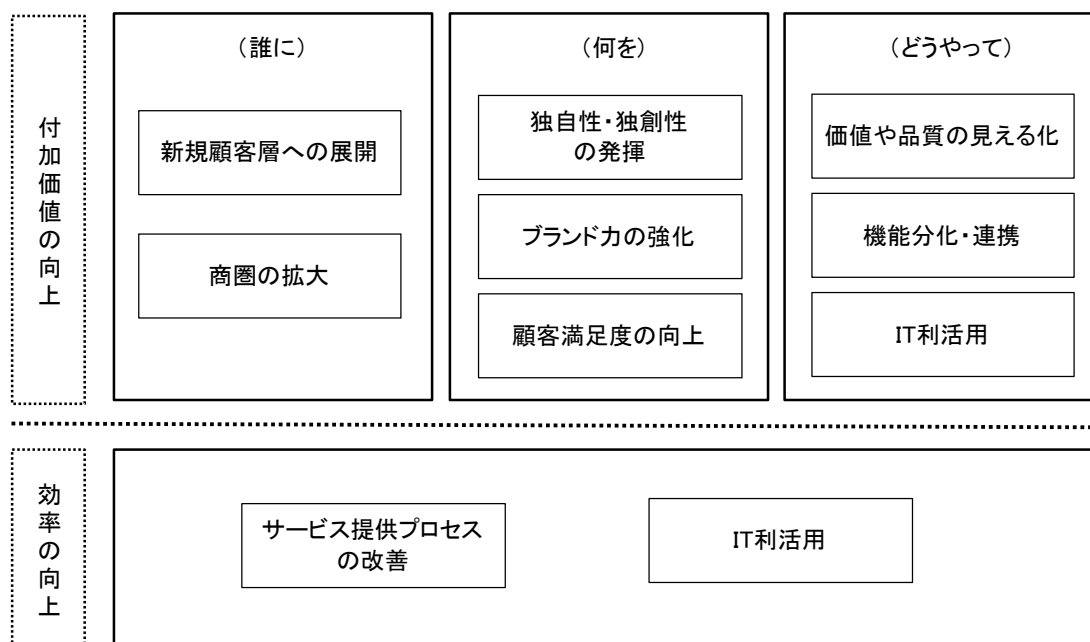 付加価値の向上
(誰に)
新規顧客層への展開
商圏の拡大
(何を)
独自性・独創性
の発揮
ブランド力の強化
顧客満足度の向上
(どうやって)
価値や品質の見える化
機能分化・連携
IT利活用
効率の向上
サービス提供プロセス
の改善
IT利活用